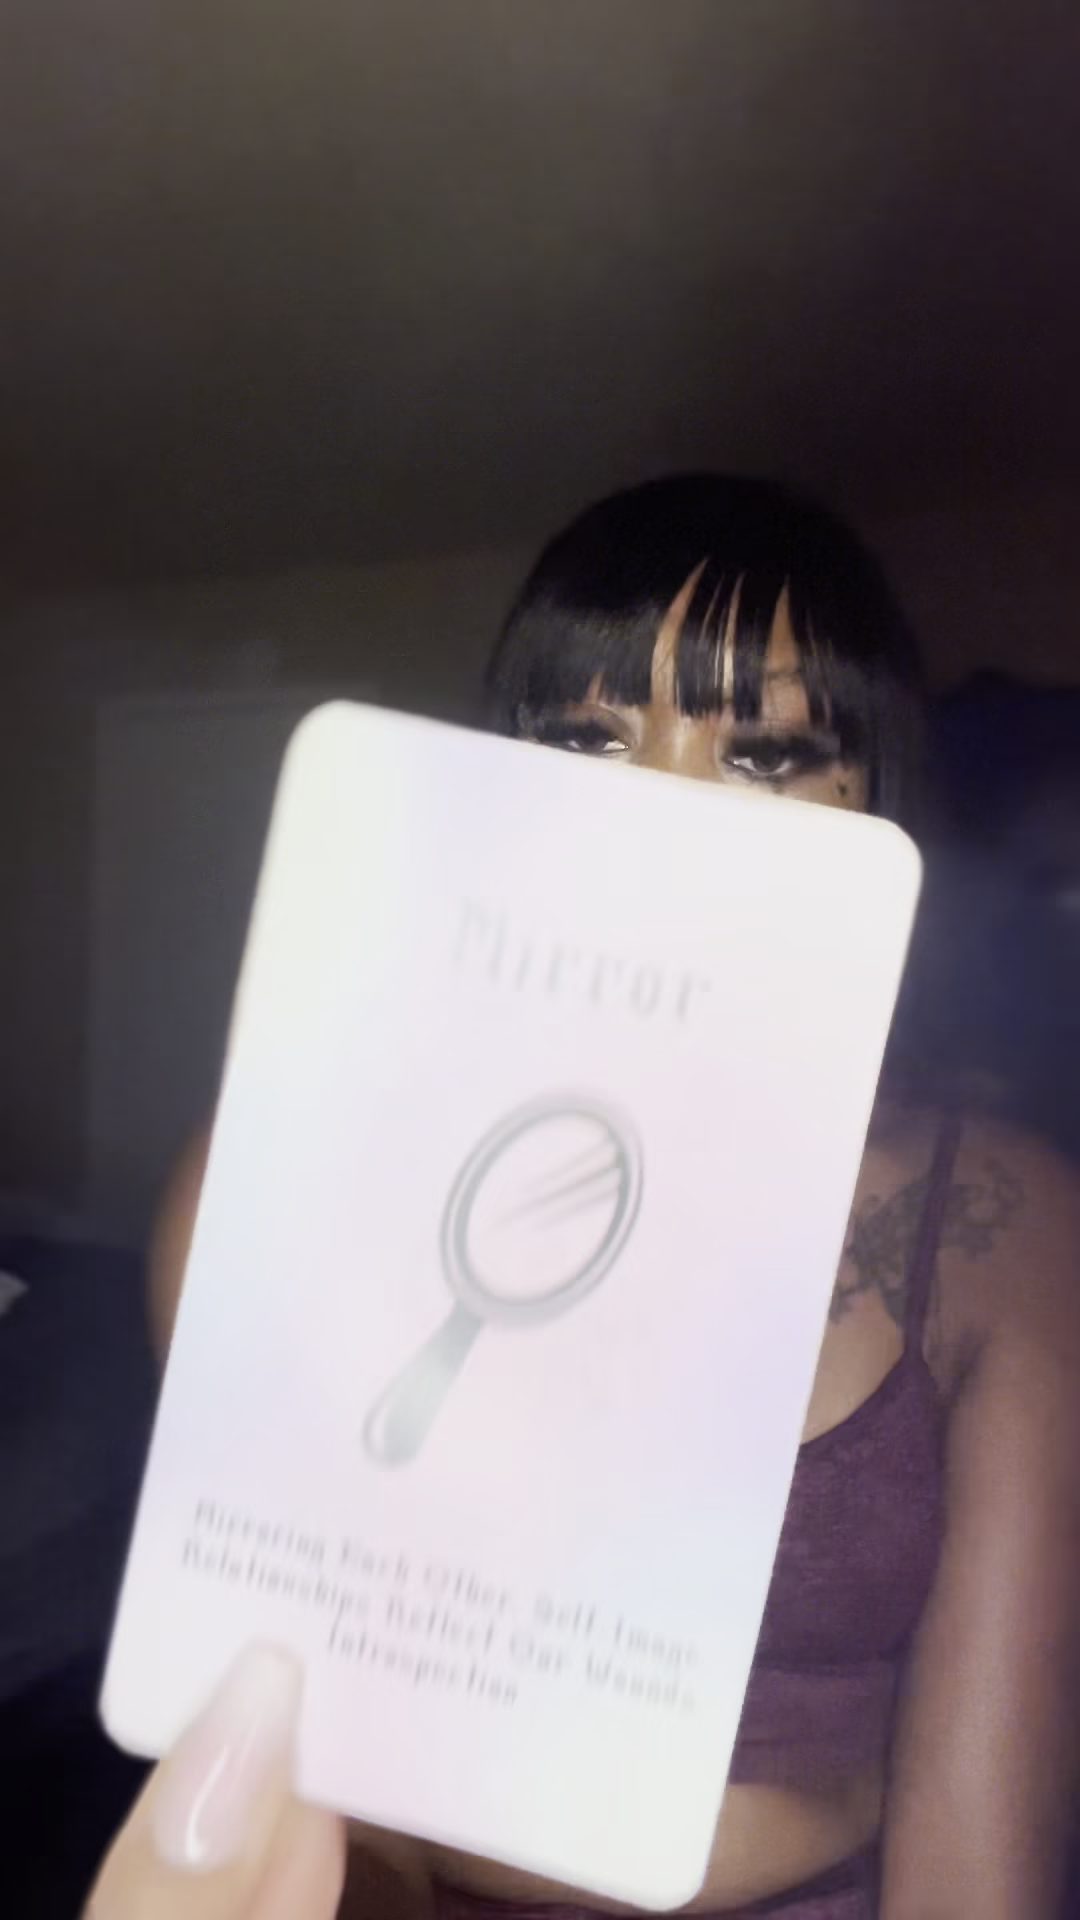 Mirror
Mirroring Each Other, Self-Image
Relationships Reflect Our Wounds,
Introspection